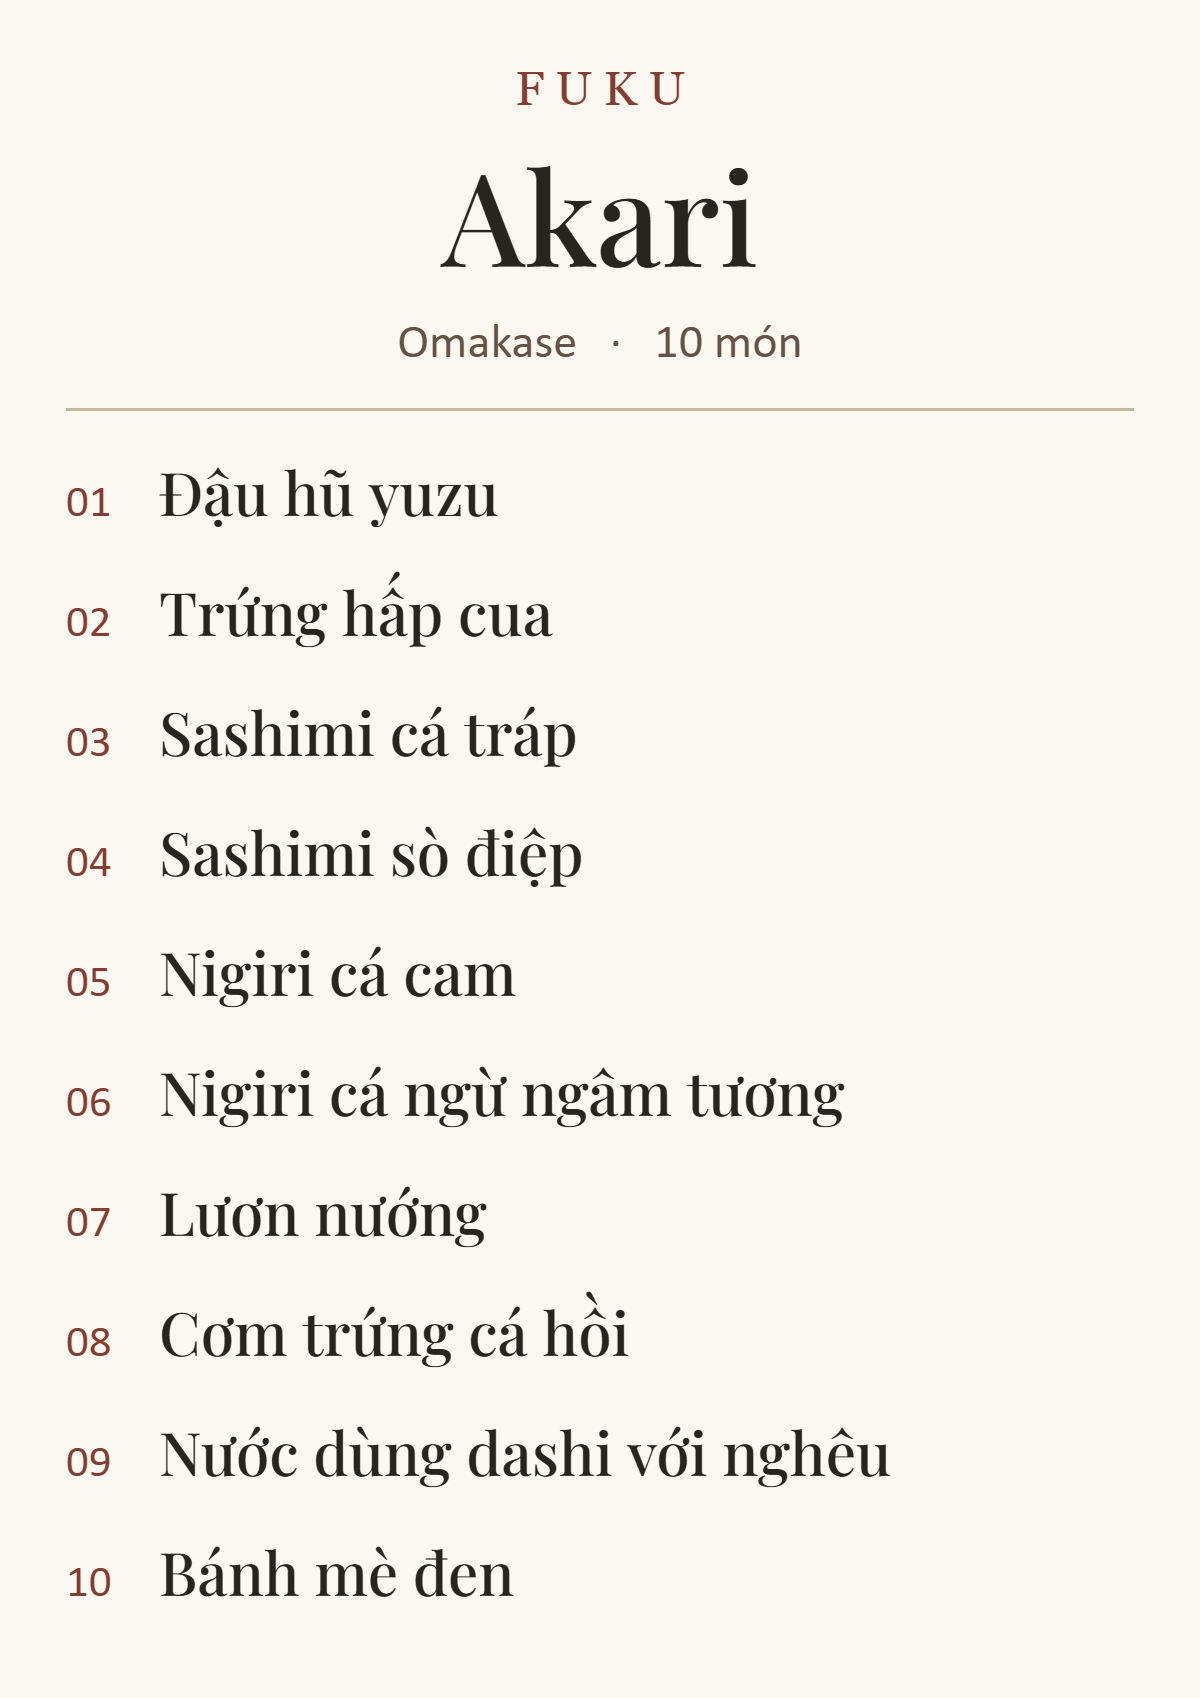 FUKU
Akari
Omakase · 10 món
01 Đậu hũ yuzu
02 Trứng hấp cua
03 Sashimi cá tráp
04 Sashimi sò điệp
05 Nigiri cá cam
06 Nigiri cá ngừ ngâm tương
07 Lươn nướng
08 Cơm trứng cá hồi
09 Nước dùng dashi với nghêu
10 Bánh mè đen